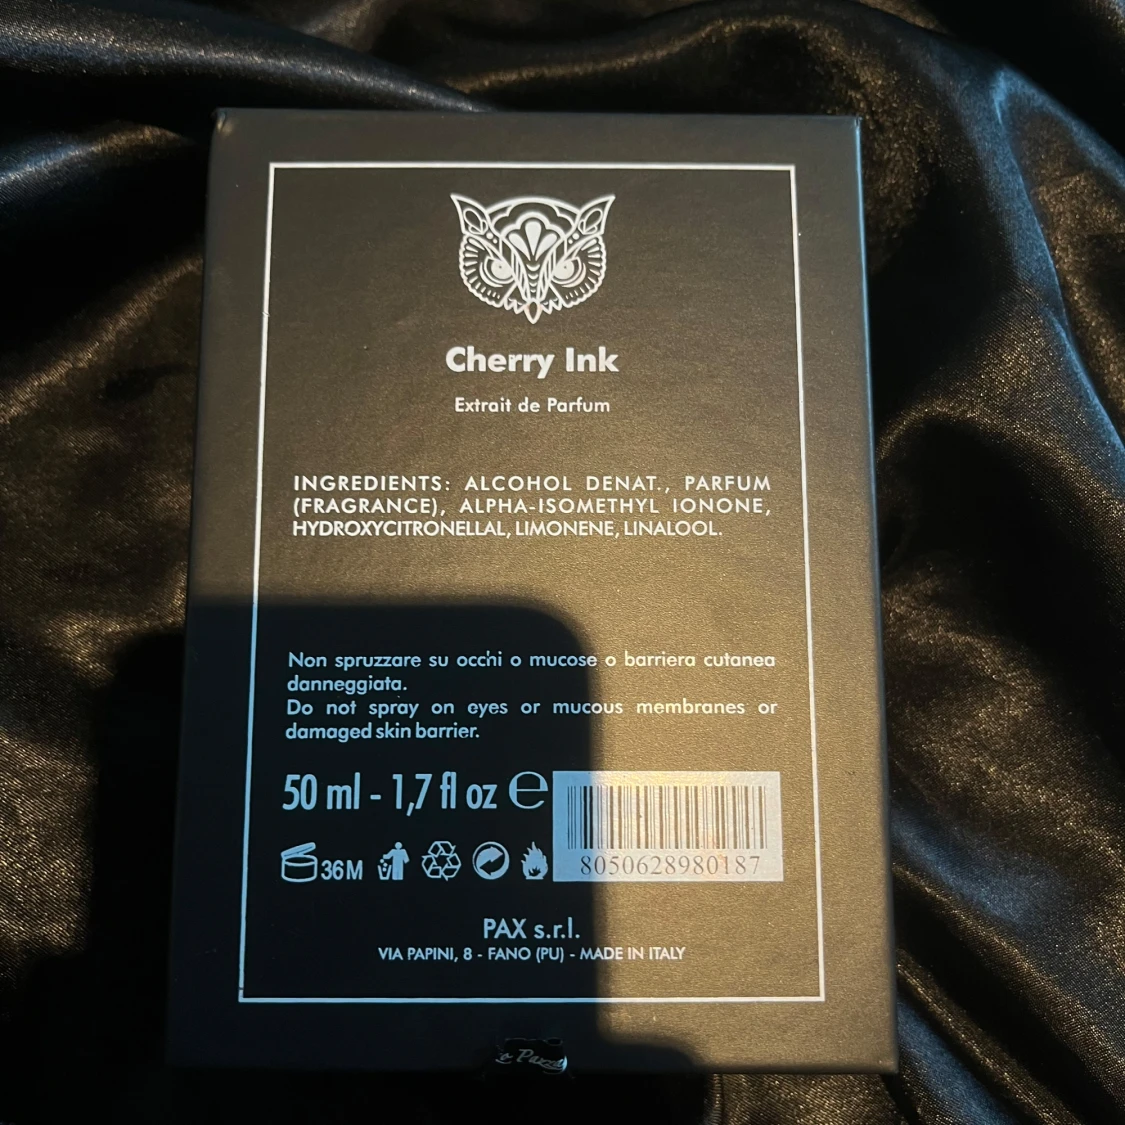 Cherry Ink
Extrait de Parfum
INGREDIENTS: ALCOHOL DENAT., PARFUM
(FRAGRANCE), ALPHA-ISOMETHYL IONONE,
HYDROXYCITRONELLAL, LIMONENE, LINALOOL.
Non spruzzare su occhi o mucose o barriera cutanea
danneggiata.
Do not spray on eyes or mucous membranes or
damaged skin barrier.
50 ml - 1,7 fl oz ℮
36M
8050628980187
PAX s.r.l.
VIA PAPINI, 8 - FANO (PU) - MADE IN ITALY